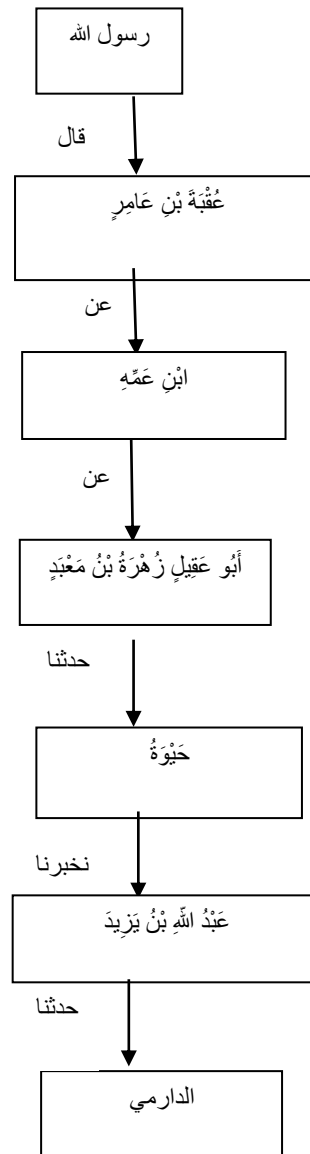 رسول الله
قال
عُقْبَةَ بْنِ عَامِرٍ
عن
ابْنِ عَمِّهِ
عن
أَبُو عَقِيلٍ زُهْرَةُ بْنُ مَعْبَدٍ
حدثنا
حَيْوَةُ
نخبرنا
عَبْدُ اللَّهِ بْنُ يَزِيدَ
حدثنا
الدارمي